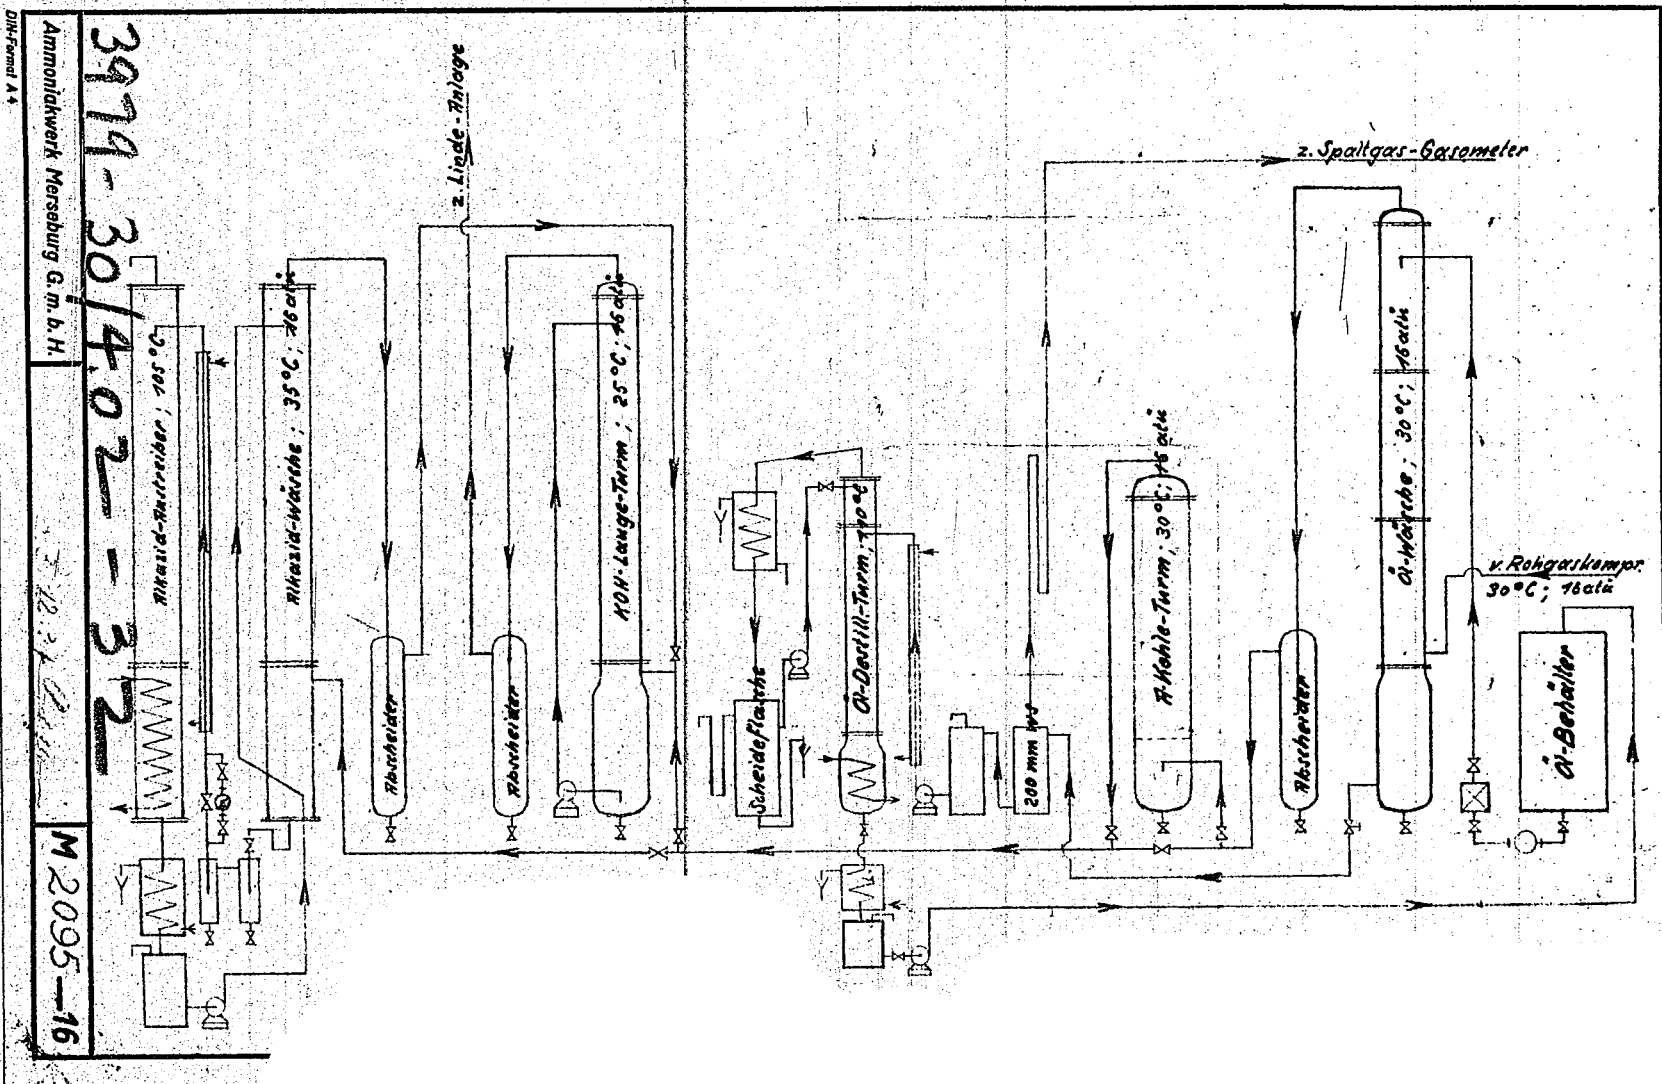 DIN-Format A4
Ammoniakwerk Merseburg G.m.b.H.
3979-30/4.02--32
M 2095-16
Alkazid-Austreiber; 105°C
Alkazid-Wäsche; 35°C; 16 atü
Abscheider
z. Linde-Anlage
Abscheider
KOH-Lauge-Turm; 25°C; 16 atü
Scheideflasche
Öl-Destill-Turm; 110°C
200 mm WS
A-Kohle-Turm; 30°C; 16 atü
z. Spaltgas-Gasometer
Abscheider
Öl-Wäsche; 30°C; 16 atü
v. Rohgaskompr.
30°C; 16 atü
Öl-Behälter